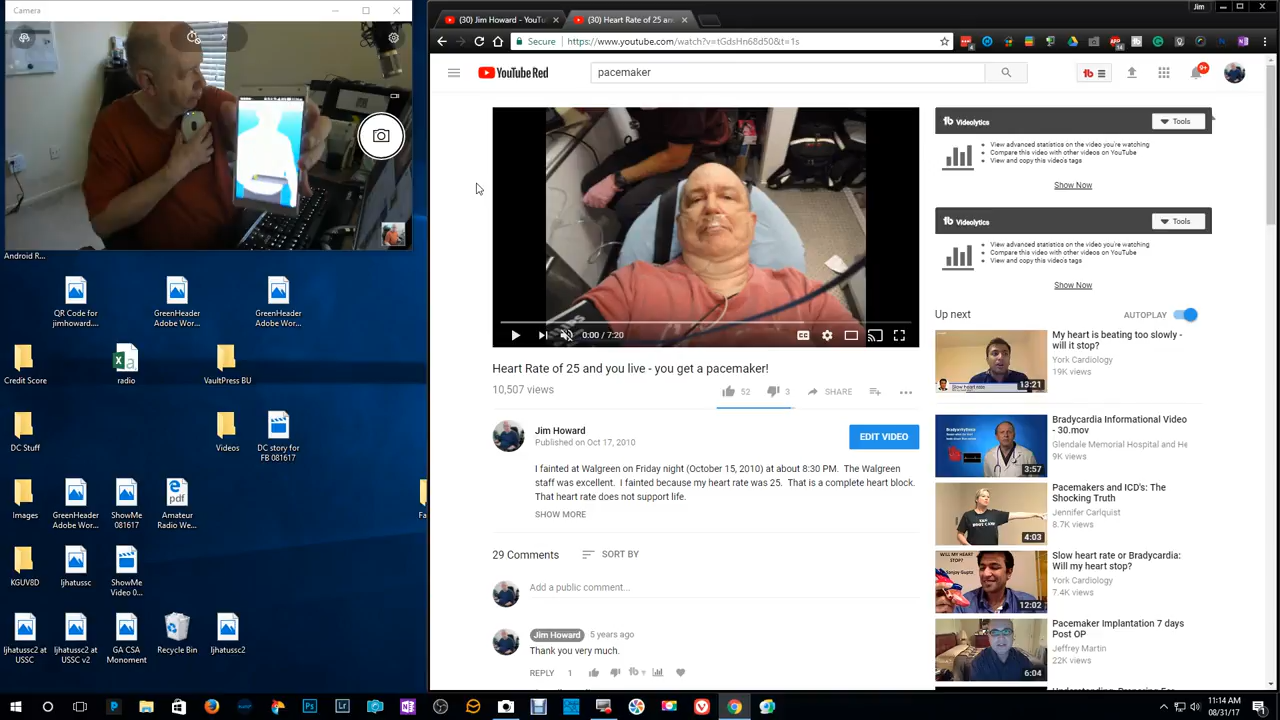 Camera
(30) Jim Howard - YouTu
(30) Heart Rate of 25 an
Jim
Secure
https://www.youtube.com/watch?v=tGdsHn68d50&t=1s
YouTube Red
pacemaker
9+
Videolytics
Tools
View advanced statistics on the video you're watching
Compare this video with other videos on YouTube
View and copy this video's tags
Show Now
Videolytics
Tools
View advanced statistics on the video you're watching
Compare this video with other videos on YouTube
View and copy this video's tags
Show Now
0:00 / 7:20
Heart Rate of 25 and you live - you get a pacemaker!
10,507 views
52
3
SHARE
Jim Howard
Published on Oct 17, 2010
EDIT VIDEO
I fainted at Walgreen on Friday night (October 15, 2010) at about 8:30 PM. The Walgreen
staff was excellent. I fainted because my heart rate was 25. That is a complete heart block.
That heart rate does not support life.
SHOW MORE
29 Comments
SORT BY
Add a public comment...
Jim Howard
5 years ago
Thank you very much.
REPLY 1
Up next
AUTOPLAY
My heart is beating too slowly -
will it stop?
York Cardiology
19K views
13:21
Bradycardia Informational Video
- 30.mov
Glendale Memorial Hospital and He
9K views
3:57
Pacemakers and ICD's: The
Shocking Truth
Jennifer Carlquist
8.7K views
4:03
Slow heart rate or Bradycardia:
Will my heart stop?
York Cardiology
7.4K views
12:02
Pacemaker Implantation 7 days
Post OP
Jeffrey Martin
22K views
6:04
Android R...
QR Code for
jimhoward....
GreenHeader
Adobe Wor...
GreenHeader
Adobe Wor...
Credit Score
radio
VaultPress BU
DC Stuff
Videos
DC story for
FB 081617
Images
GreenHeader
Adobe Wor...
ShowMe
081617
Amateur
Radio We...
KGUV8D
ljhatussc
ShowMe
Video 0...
ljhatussc2 at
USSC
ljhatussc2 at
USSC v2
GA CSA
Monoment
Recycle Bin
ljhatussc2
11:14 AM
08/31/17